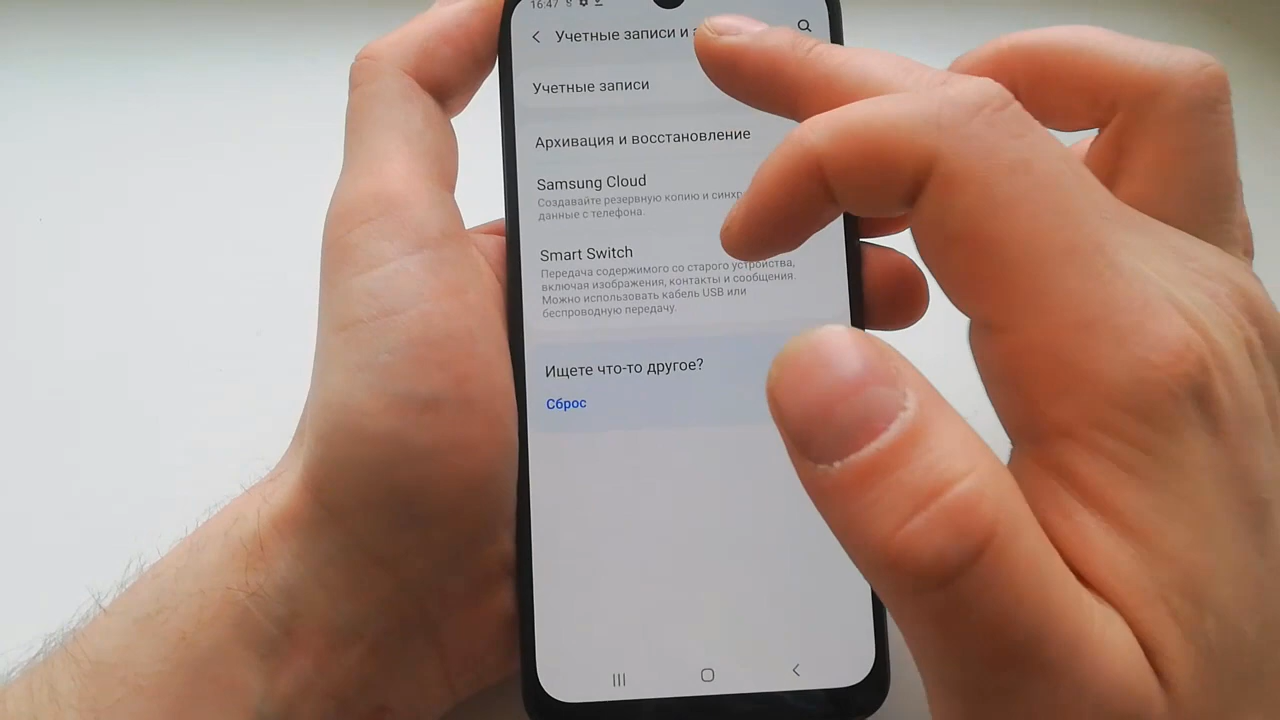 16:47
Учетные записи и
Учетные записи
Архивация и восстановление
Samsung Cloud
Создавайте резервную копию и
данные с телефона.
Smart Switch
Передача содержимого со старого устройства,
включая изображения, контакты и сообщения.
Можно использовать кабель USB или
беспроводную передачу.
Ищете что-то другое?
Сброс